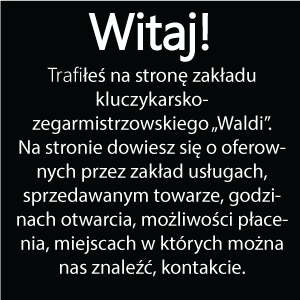 Witaj!
Trafiłeś na stronę zakładu
kluczykarsko-
zegarmistrzowskiego „Waldi”.
Na stronie dowiesz się o oferow-
nych przez zakład usługach,
sprzedawanym towarze, godzi-
nach otwarcia, możliwości płace-
nia, miejscach w których można
nas znaleźć, kontakcie.